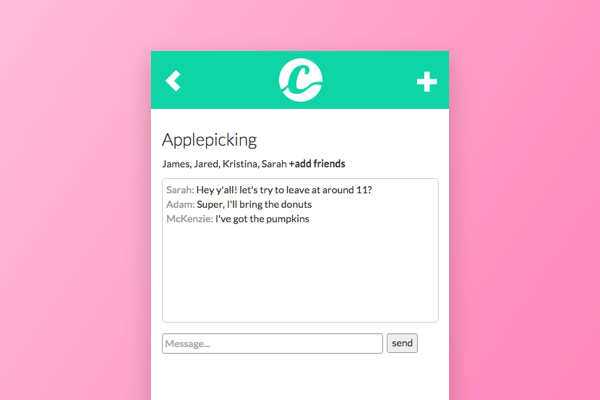 C
Applepicking
James, Jared, Kristina, Sarah +add friends
Sarah: Hey y'all! let's try to leave at around 11?
Adam: Super, I'll bring the donuts
McKenzie: I've got the pumpkins
Message... send